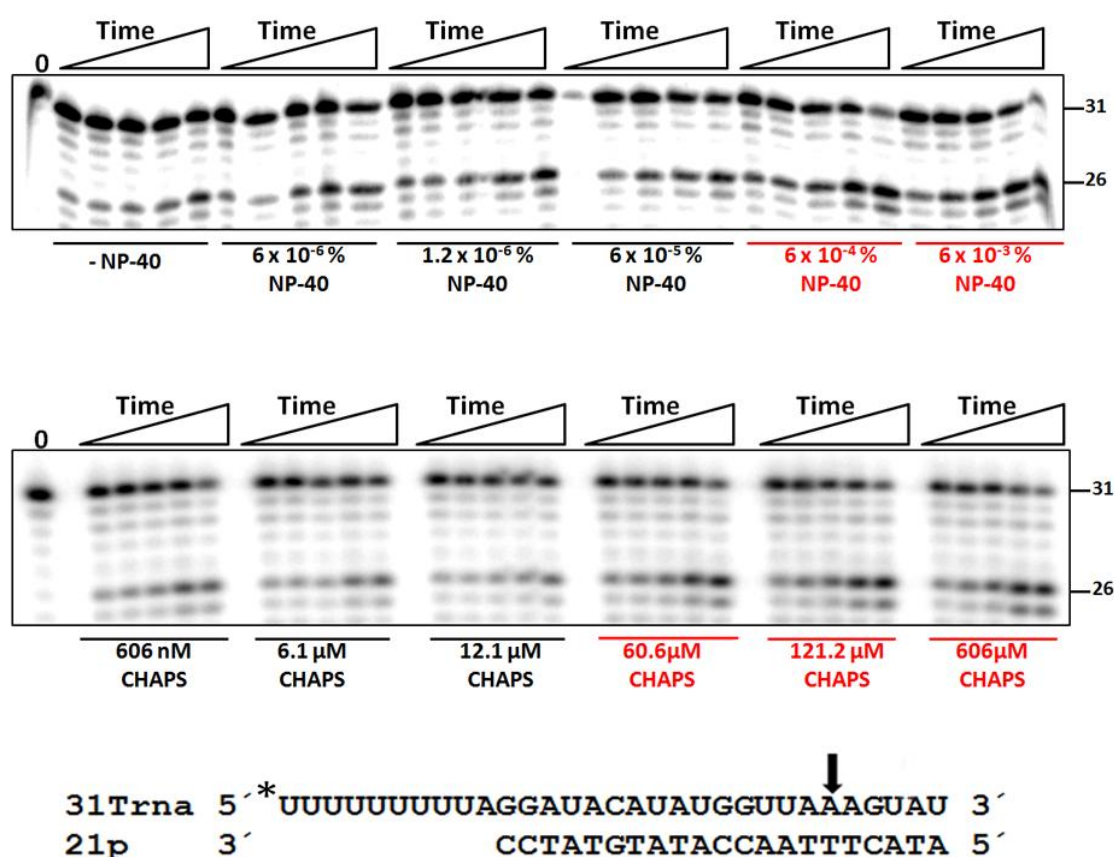 Time Time Time Time Time Time
0
31
26
- NP-40 6 x 10⁻⁶ % 1.2 x 10⁻⁶ % 6 x 10⁻⁵ % 6 x 10⁻⁴ % 6 x 10⁻³ %
NP-40 NP-40 NP-40 NP-40 NP-40
Time Time Time Time Time Time
0
31
26
606 nM 6.1 μM 12.1 μM 60.6μM 121.2 μM 606μM
CHAPS CHAPS CHAPS CHAPS CHAPS CHAPS
31Trna 5´*UUUUUUUUUAGGAUACAUAUGGUUAAAGUAU 3´
21p 3´ CCTATGTATACCAATTTCATA 5´